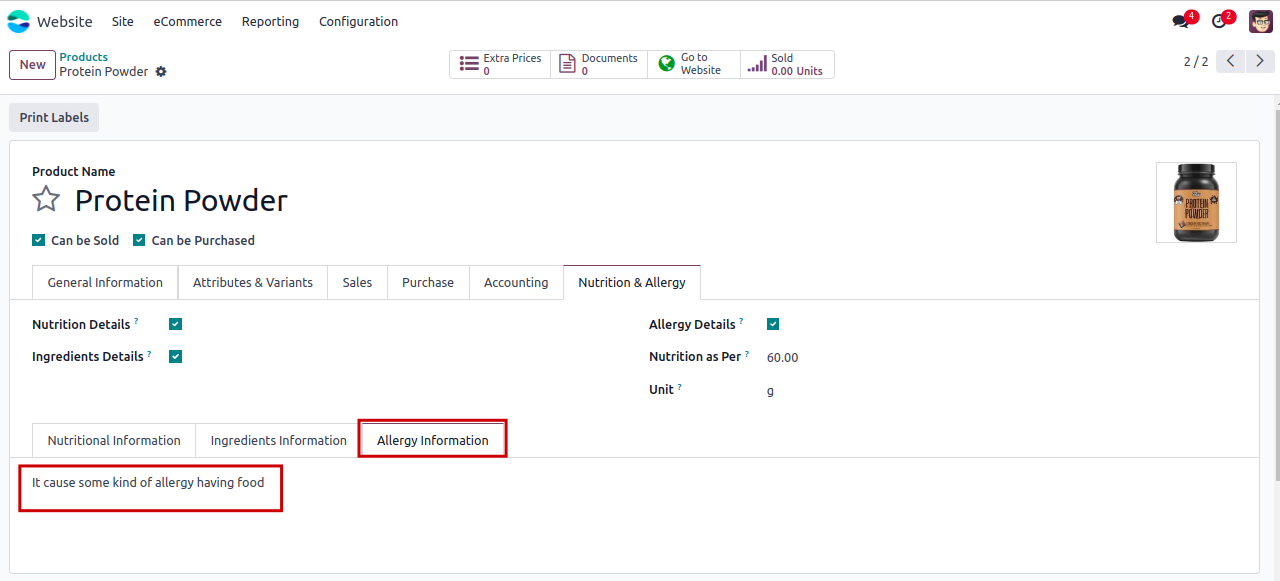 Website Site eCommerce Reporting Configuration 4 2
New Products
Protein Powder
Extra Prices
0
Documents
0
Go to
Website
Sold
0.00 Units
2 / 2
Print Labels
Product Name
Protein Powder
Can be Sold Can be Purchased
PROTEIN
POWDER
General Information Attributes & Variants Sales Purchase Accounting Nutrition & Allergy
Nutrition Details ? Allergy Details ?
Ingredients Details ? Nutrition as Per ? 60.00
Unit ? g
Nutritional Information Ingredients Information Allergy Information
It cause some kind of allergy having food